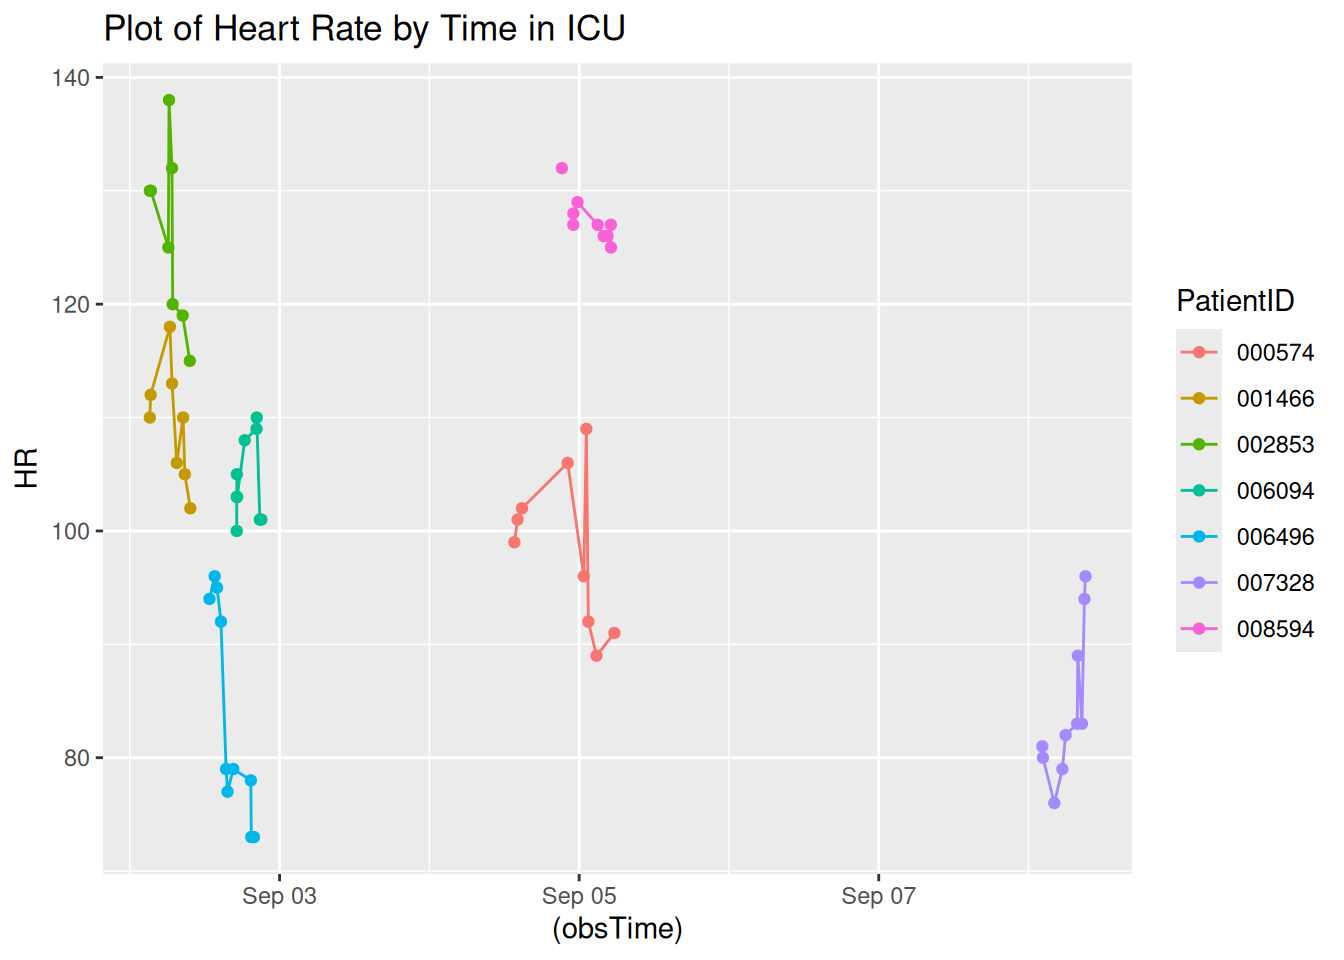 Plot of Heart Rate by Time in ICU
140
120
100
80
HR
Sep 03
Sep 05
Sep 07
(obsTime)
PatientID
000574
001466
002853
006094
006496
007328
008594